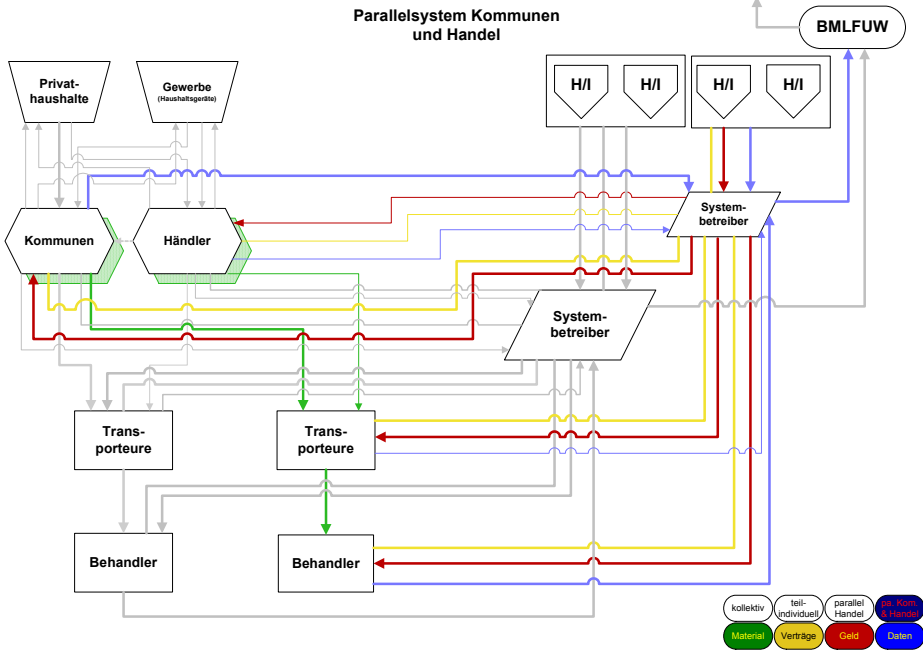 Parallelsystem Kommunen
und Handel
BMLFUW
Privat-
haushalte
Gewerbe
(Haushaltsgeräte)
H/I
H/I
H/I
H/I
Kommunen
Händler
System-
betreiber
System-
betreiber
Trans-
porteure
Trans-
porteure
Behandler
Behandler
kollektiv
teil-
individuell
parallel
Handel
pa. Kom.
& Handel
Material
Verträge
Geld
Daten